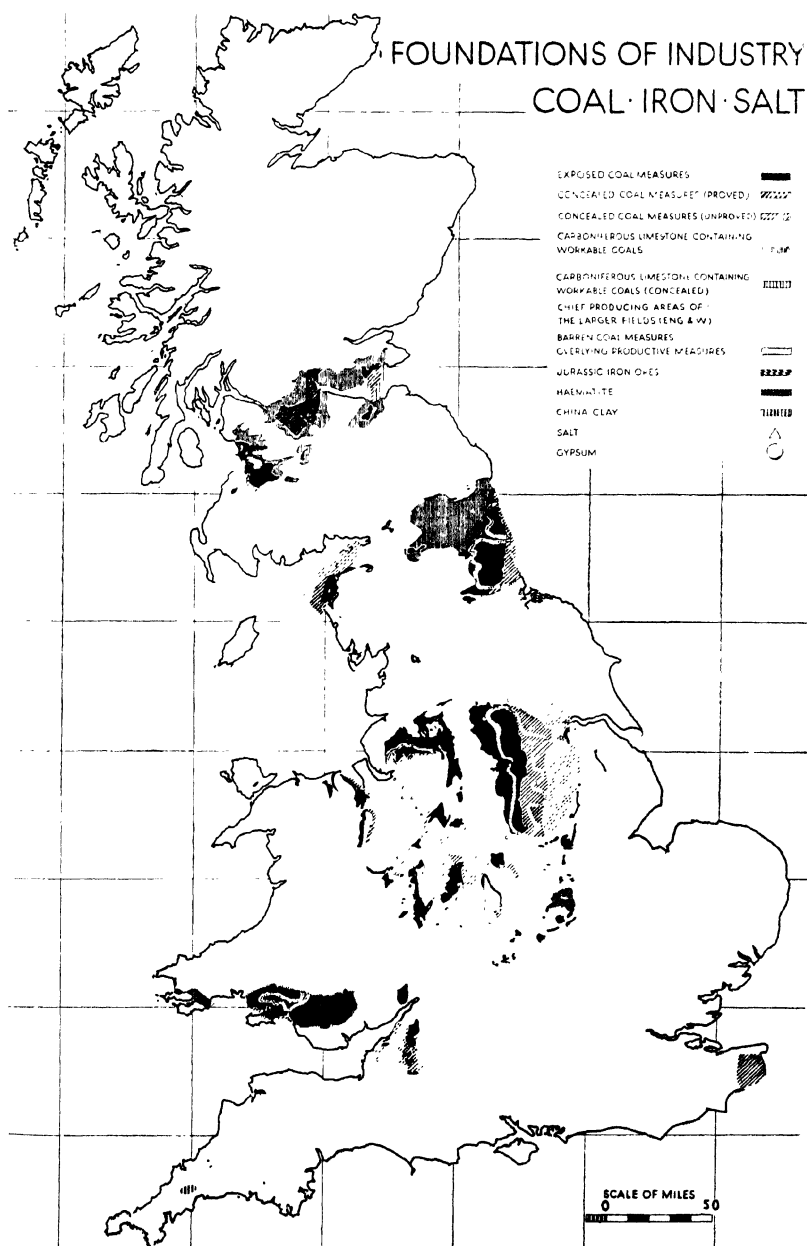 FOUNDATIONS OF INDUSTRY
COAL · IRON · SALT
EXPOSED COAL MEASURES
CONCEALED COAL MEASURES (PROVED)
CONCEALED COAL MEASURES (UNPROVED)
CARBONIFEROUS LIMESTONE CONTAINING
WORKABLE COALS
CARBONIFEROUS LIMESTONE CONTAINING
WORKABLE COALS (CONCEALED)
CHIEF PRODUCING AREAS OF
THE LARGER FIELDS (ENG & W)
BARREN COAL MEASURES
OVERLYING PRODUCTIVE MEASURES
JURASSIC IRON ORES
HAEMATITE
CHINA CLAY
SALT
GYPSUM
SCALE OF MILES
0 50